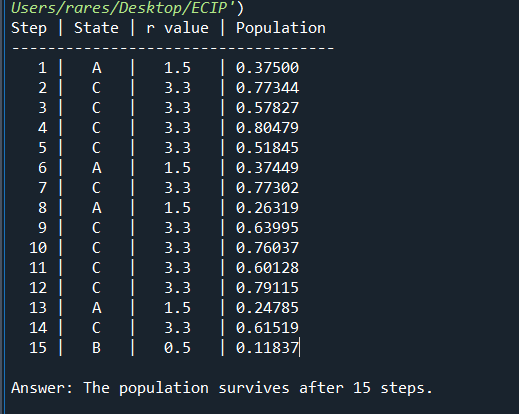 Users/rares/Desktop/ECIP')
Step | State | r value | Population
-----------------------------------
1 | A | 1.5 | 0.37500
2 | C | 3.3 | 0.77344
3 | C | 3.3 | 0.57827
4 | C | 3.3 | 0.80479
5 | C | 3.3 | 0.51845
6 | A | 1.5 | 0.37449
7 | C | 3.3 | 0.77302
8 | A | 1.5 | 0.26319
9 | C | 3.3 | 0.63995
10 | C | 3.3 | 0.76037
11 | C | 3.3 | 0.60128
12 | C | 3.3 | 0.79115
13 | A | 1.5 | 0.24785
14 | C | 3.3 | 0.61519
15 | B | 0.5 | 0.11837
Answer: The population survives after 15 steps.